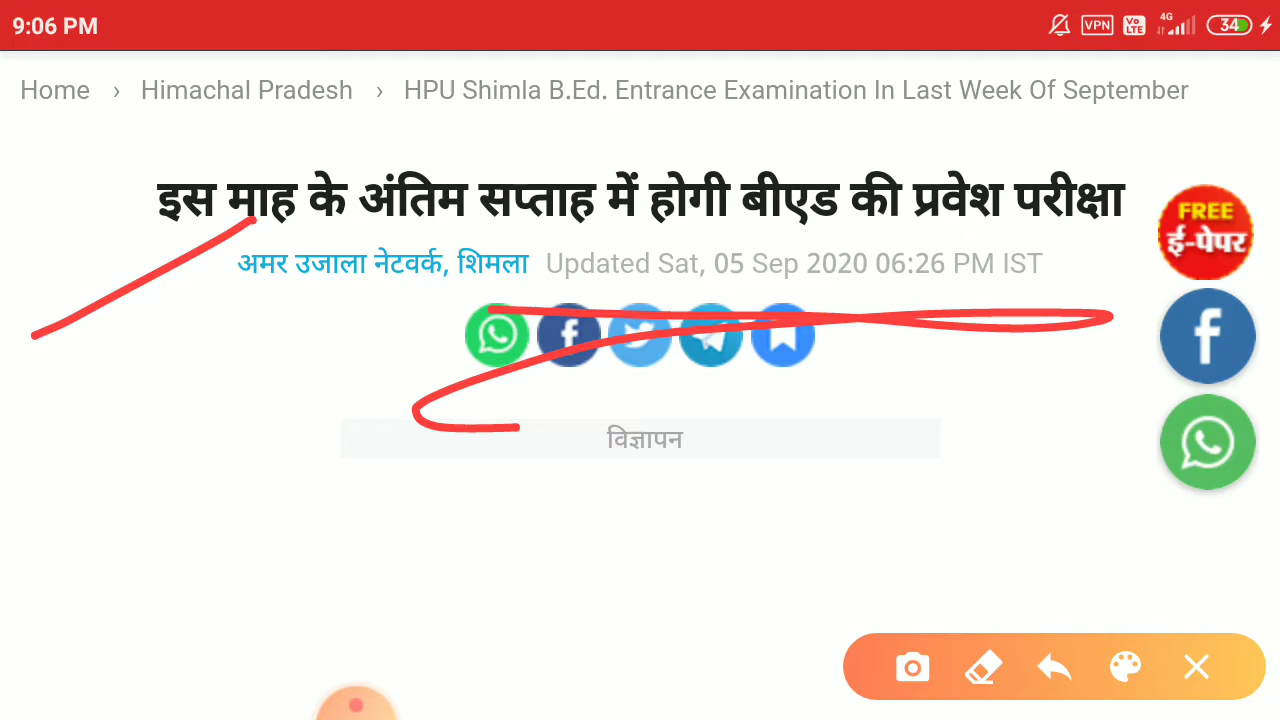 9:06 PM VPN Vo LTE 4G 34
Home › Himachal Pradesh › HPU Shimla B.Ed. Entrance Examination In Last Week Of September
इस माह के अंतिम सप्ताह में होगी बीएड की प्रवेश परीक्षा
अमर उजाला नेटवर्क, शिमला Updated Sat, 05 Sep 2020 06:26 PM IST
FREE
ई-पेपर
विज्ञापन